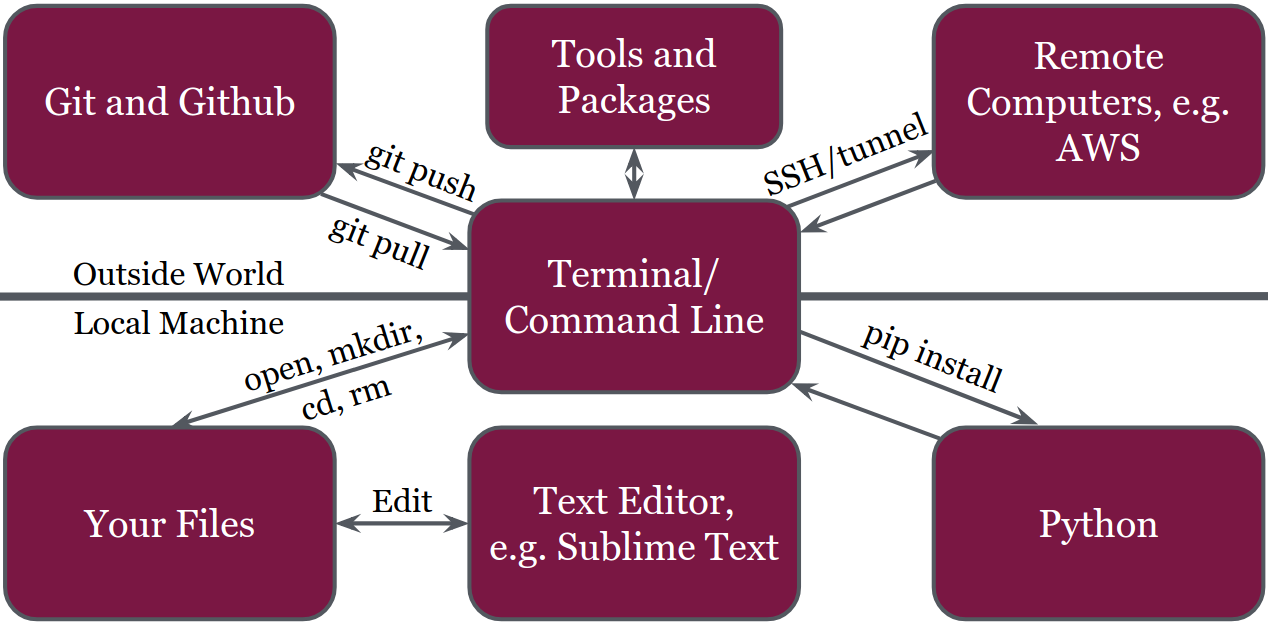 Git and Github
Tools and
Packages
Remote
Computers, e.g.
AWS
git push
git pull
SSH/tunnel
Outside World
Local Machine
Terminal/
Command Line
open, mkdir,
cd, rm
pip install
Your Files
Edit
Text Editor,
e.g. Sublime Text
Python